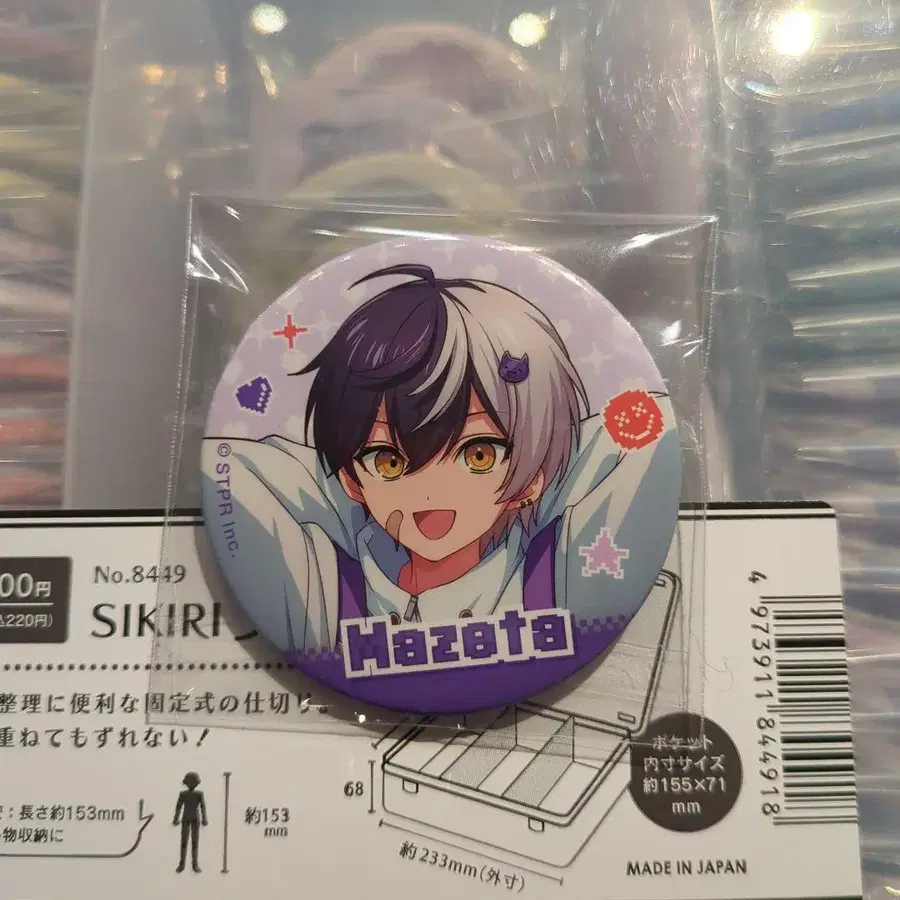 ©STPR Inc.
Mazeta
00円
220円)
No.8449
SIKIRI
整理に便利な固定式の仕切り。
重ねてもずれない!
:長さ約153mm
物収納に
約153
mm
68
約233mm(外寸)
ポケット
内寸サイズ
約155×71
mm
MADE IN JAPAN
4 973911 844918